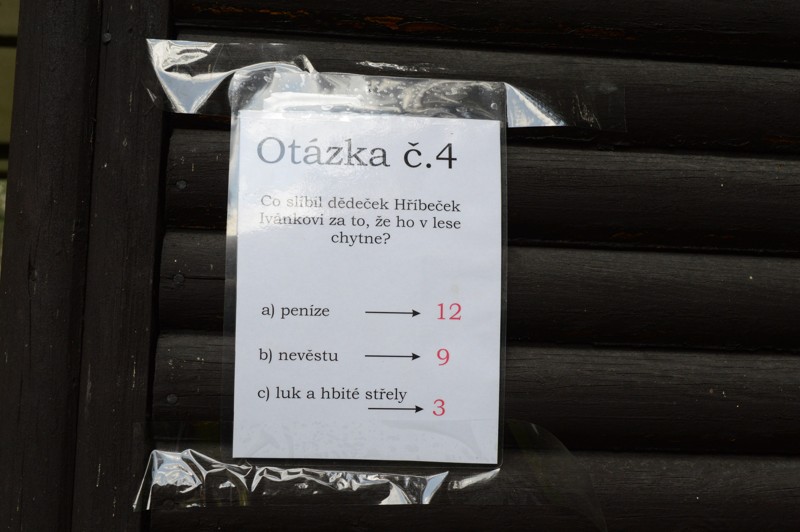 Otázka č.4
Co slíbil dědeček Hříbeček
Ivánkovi za to, že ho v lese
chytne?
a) peníze 12
b) nevěstu 9
c) luk a hbité střely
3